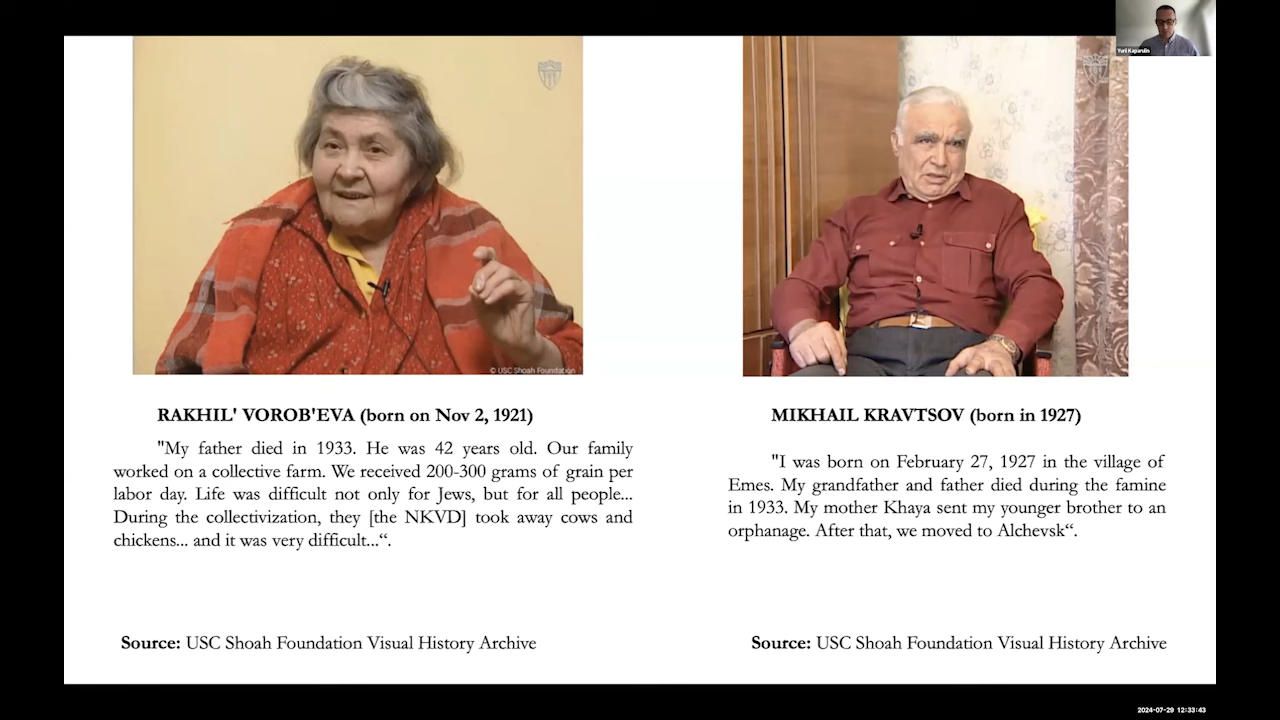 Yurii Kaparulin
© USC Shoah Foundation
RAKHIL' VOROB'EVA (born on Nov 2, 1921)
"My father died in 1933. He was 42 years old. Our family
worked on a collective farm. We received 200-300 grams of grain per
labor day. Life was difficult not only for Jews, but for all people...
During the collectivization, they [the NKVD] took away cows and
chickens... and it was very difficult...“.
Source: USC Shoah Foundation Visual History Archive
MIKHAIL KRAVTSOV (born in 1927)
"I was born on February 27, 1927 in the village of
Emes. My grandfather and father died during the famine
in 1933. My mother Khaya sent my younger brother to an
orphanage. After that, we moved to Alchevsk“.
Source: USC Shoah Foundation Visual History Archive
2024-07-29 12:33:43